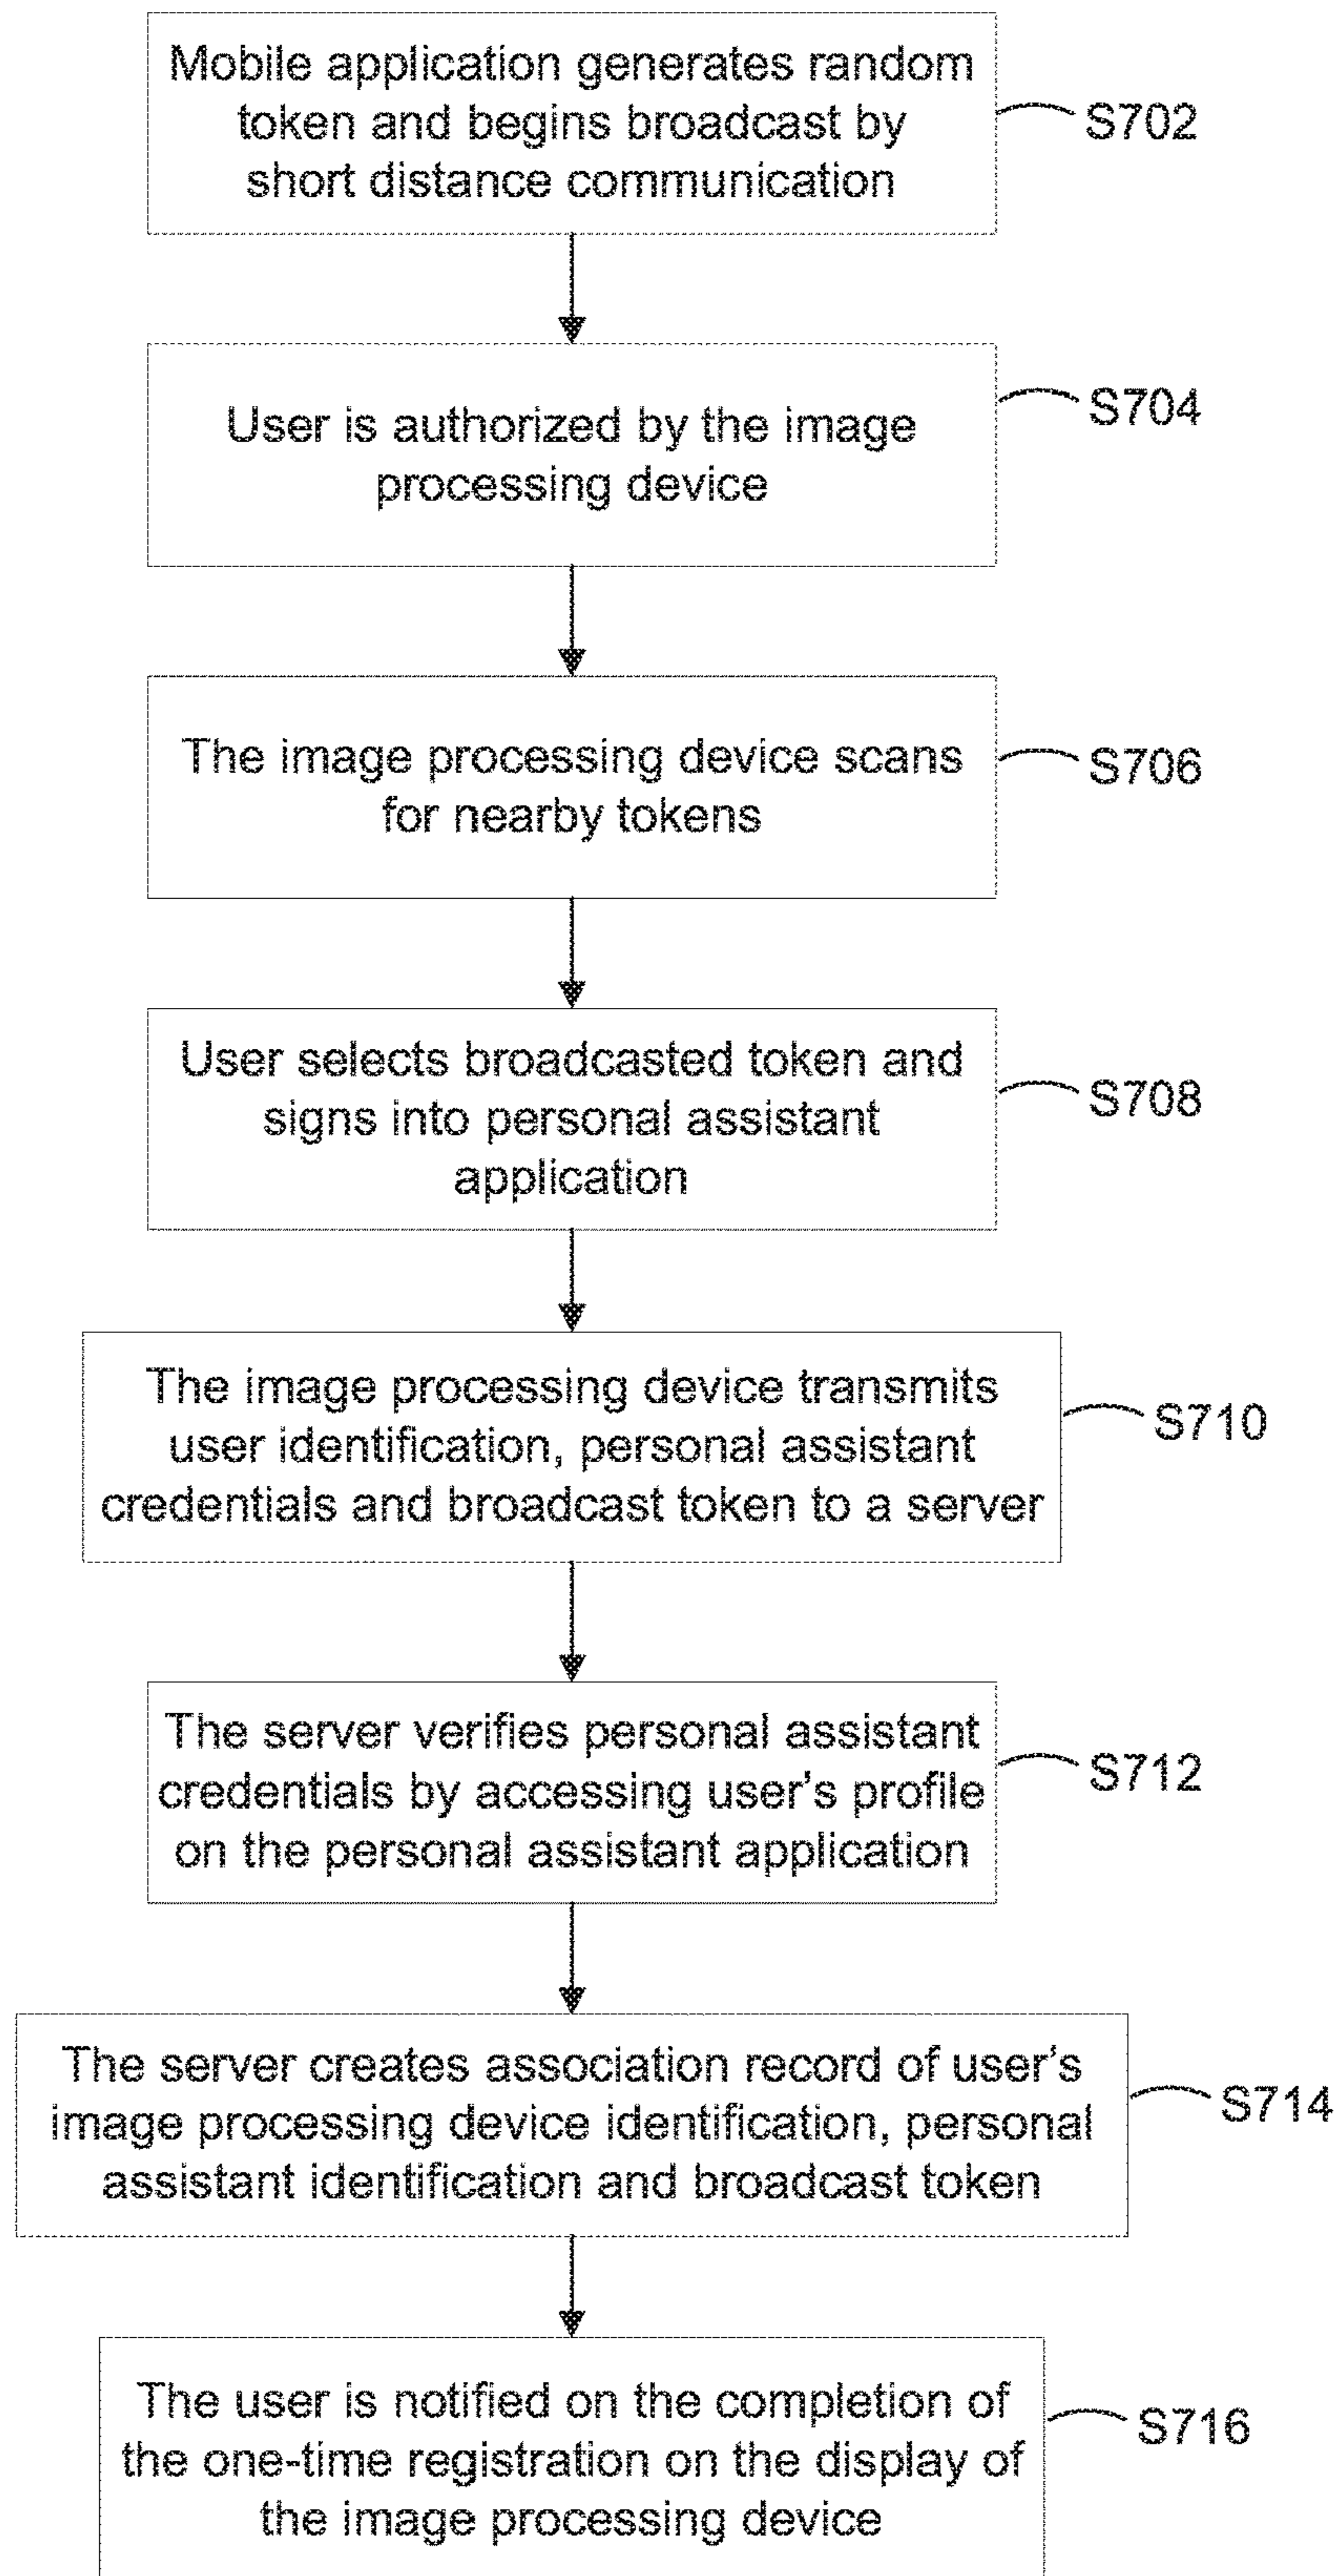 Mobile application generates random
token and begins broadcast by
short distance communication
S702
User is authorized by the image
processing device
S704
The image processing device scans
for nearby tokens
S706
User selects broadcasted token and
signs into personal assistant
application
S708
The image processing device transmits
user identification, personal assistant
credentials and broadcast token to a server
S710
The server verifies personal assistant
credentials by accessing user's profile
on the personal assistant application
S712
The server creates association record of user's
image processing device identification, personal
assistant identification and broadcast token
S714
The user is notified on the completion of
the one-time registration on the display of
the image processing device
S716